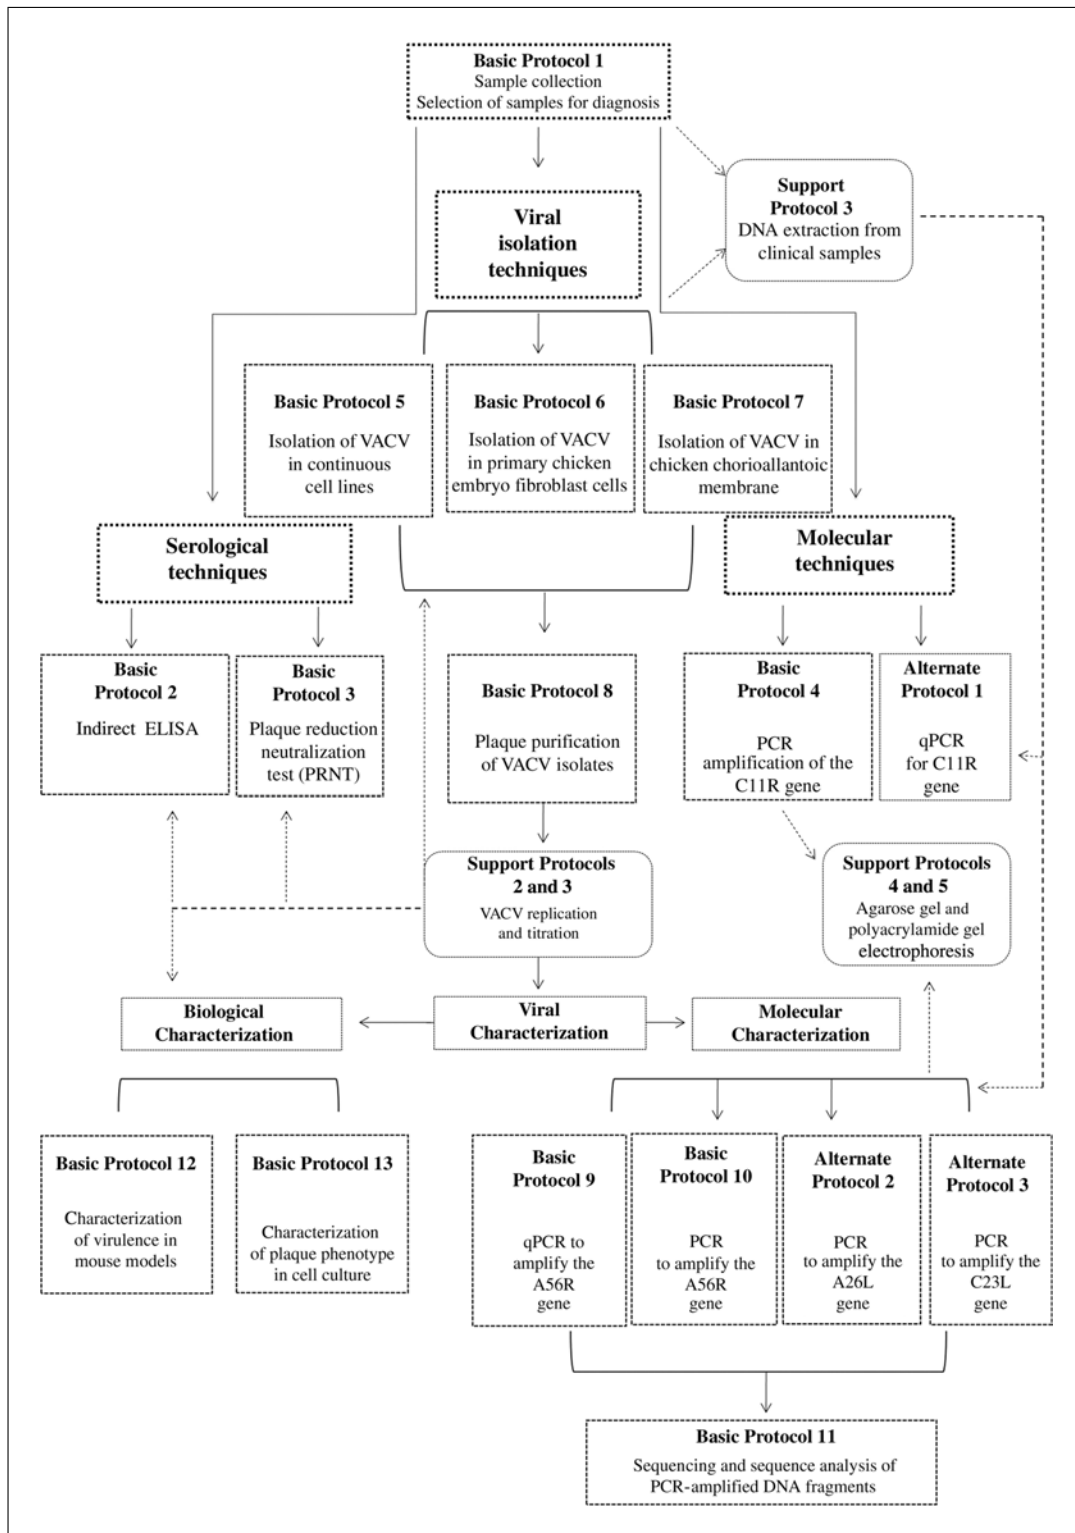 Basic Protocol 1
Sample collection
Selection of samples for diagnosis
Support
Protocol 3
DNA extraction from
clinical samples
Viral
isolation
techniques
Basic Protocol 5
Isolation of VACV
in continuous
cell lines
Basic Protocol 6
Isolation of VACV
in primary chicken
embryo fibroblast cells
Basic Protocol 7
Isolation of VACV in
chicken chorioallantoic
membrane
Serological
techniques
Molecular
techniques
Basic
Protocol 2
Indirect ELISA
Basic
Protocol 3
Plaque reduction
neutralization
test (PRNT)
Basic Protocol 8
Plaque purification
of VACV isolates
Basic
Protocol 4
PCR
amplification of the
C11R gene
Alternate
Protocol 1
qPCR
for C11R
gene
Support Protocols
2 and 3
VACV replication
and titration
Support Protocols
4 and 5
Agarose gel and
polyacrylamide gel
electrophoresis
Biological
Characterization
Viral
Characterization
Molecular
Characterization
Basic Protocol 12
Characterization
of virulence in
mouse models
Basic Protocol 13
Characterization
of plaque phenotype
in cell culture
Basic
Protocol 9
qPCR to
amplify the
A56R
gene
Basic
Protocol 10
PCR
to amplify the
A56R
gene
Alternate
Protocol 2
PCR
to amplify the
A26L
gene
Alternate
Protocol 3
PCR
to amplify the
C23L
gene
Basic Protocol 11
Sequencing and sequence analysis of
PCR-amplified DNA fragments